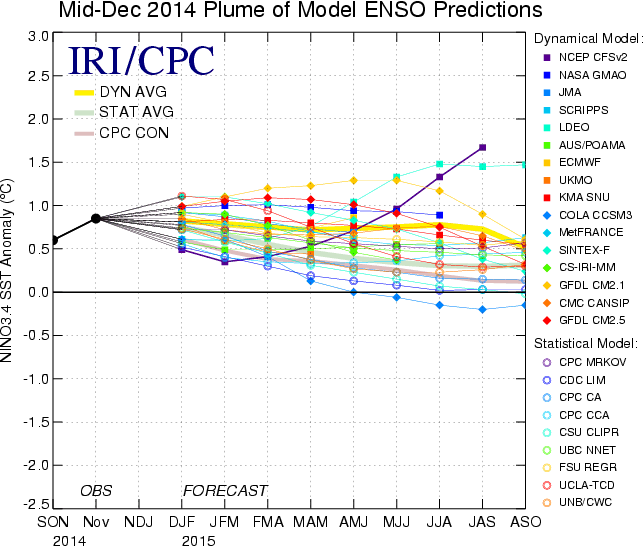 Mid-Dec 2014 Plume of Model ENSO Predictions
3.0
2.5
2.0
1.5
1.0
0.5
0.0
-0.5
-1.0
-1.5
-2.0
-2.5
NINO3.4 SST Anomaly (°C)
IRI/CPC
DYN AVG
STAT AVG
CPC CON
OBS FORECAST
SON Nov NDJ DJF JFM FMA MAM AMJ MJJ JJA JAS ASO
2014 2015
Dynamical Model:
NCEP CFSv2
NASA GMAO
JMA
SCRIPPS
LDEO
AUS/POAMA
ECMWF
UKMO
KMA SNU
COLA CCSM3
MetFRANCE
SINTEX-F
CS-IRI-MM
GFDL CM2.1
CMC CANSIP
GFDL CM2.5
Statistical Model:
CPC MRKOV
CDC LIM
CPC CA
CPC CCA
CSU CLIPR
UBC NNET
FSU REGR
UCLA-TCD
UNB/CWC